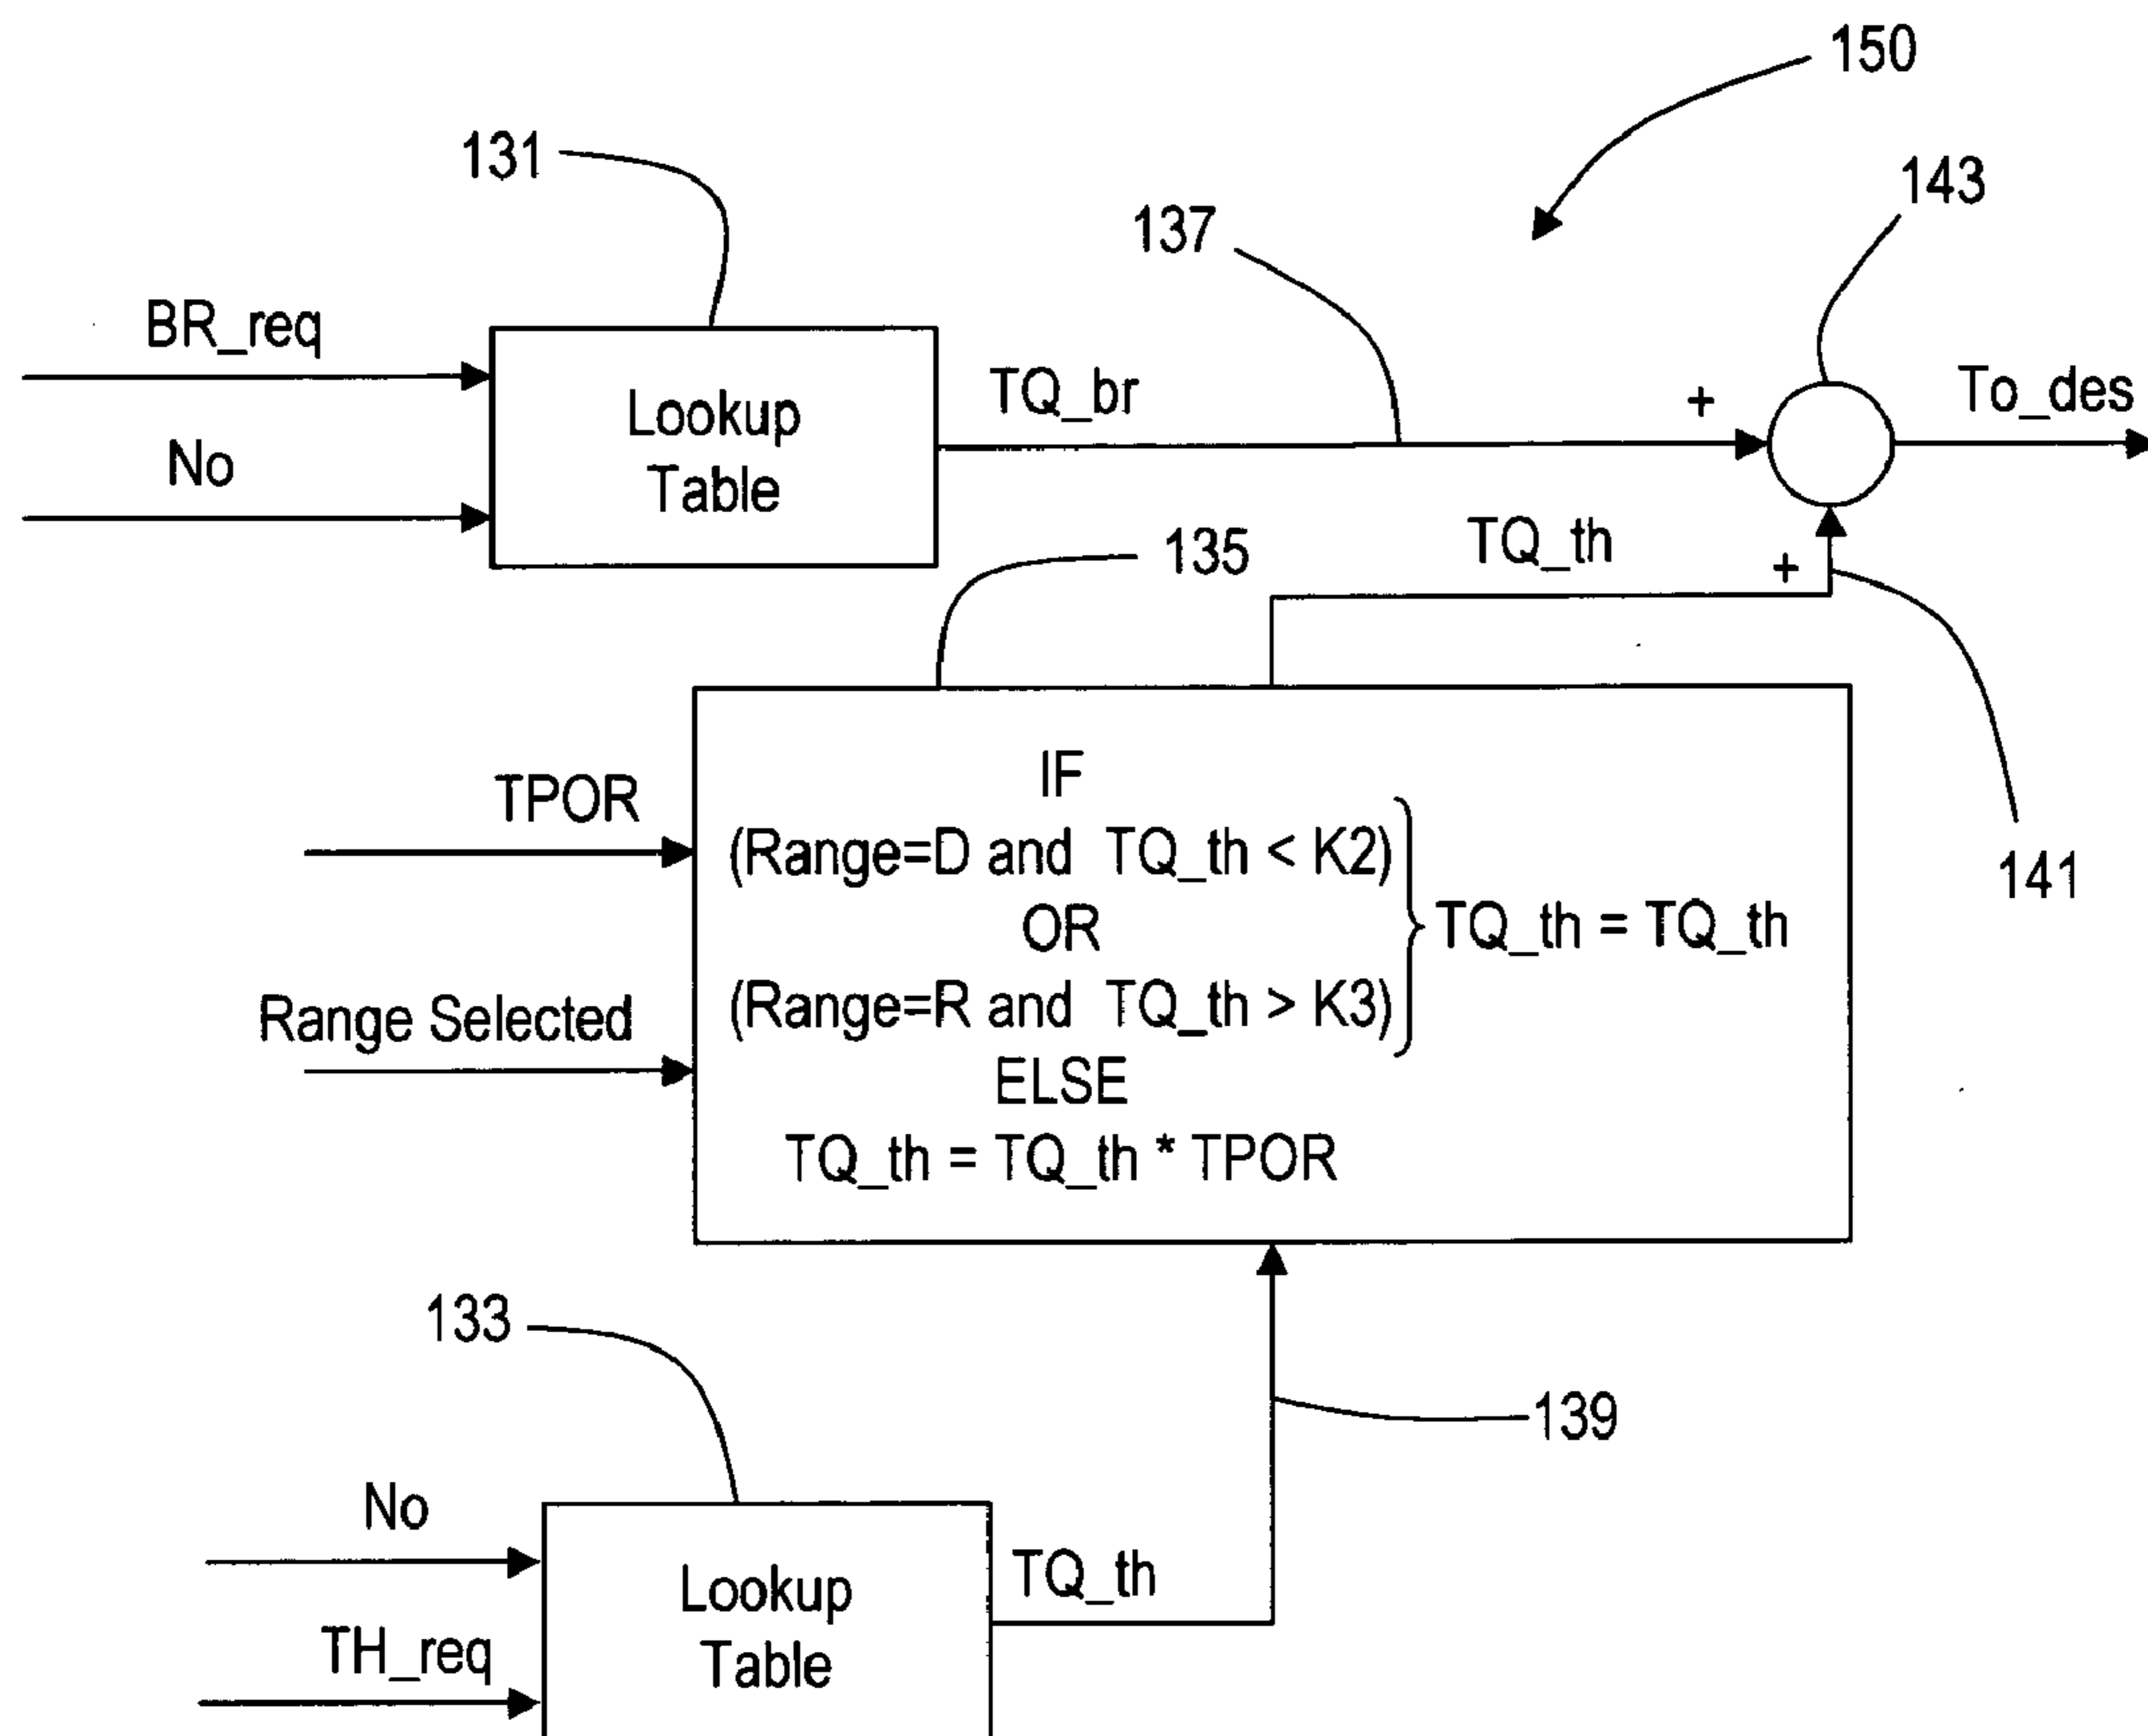 150
131
143
137
BR_req
TQ_br
+
To_des
Lookup
Table
No
135
TQ_th
+
IF
TPOR
(Range=D and TQ_th < K2)
141
OR
TQ_th = TQ_th
(Range=R and TQ_th > K3)
Range Selected
ELSE
TQ_th = TQ_th * TPOR
133
139
No
TQ_th
Lookup
Table
TH_req